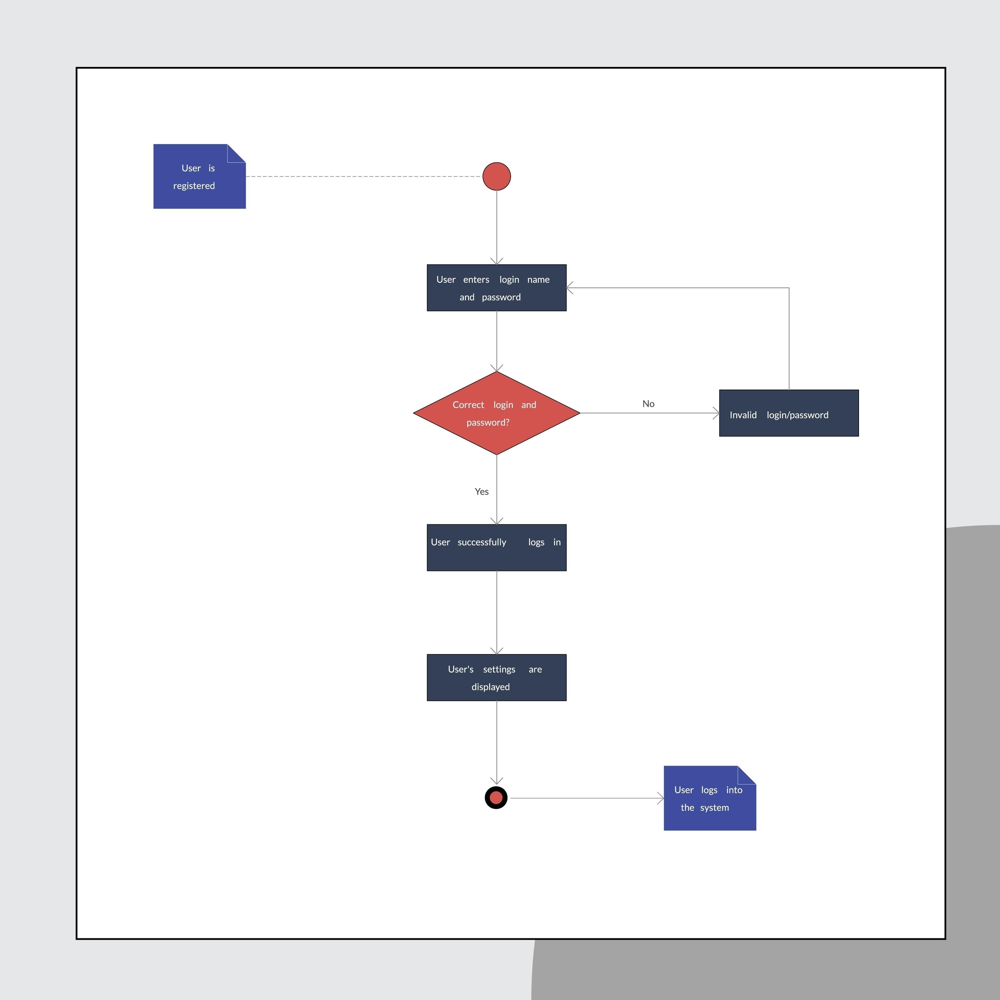 User is
registered
User enters login name
and password
Correct login and
password?
No
Invalid login/password
Yes
User successfully logs in
User's settings are
displayed
User logs into
the system